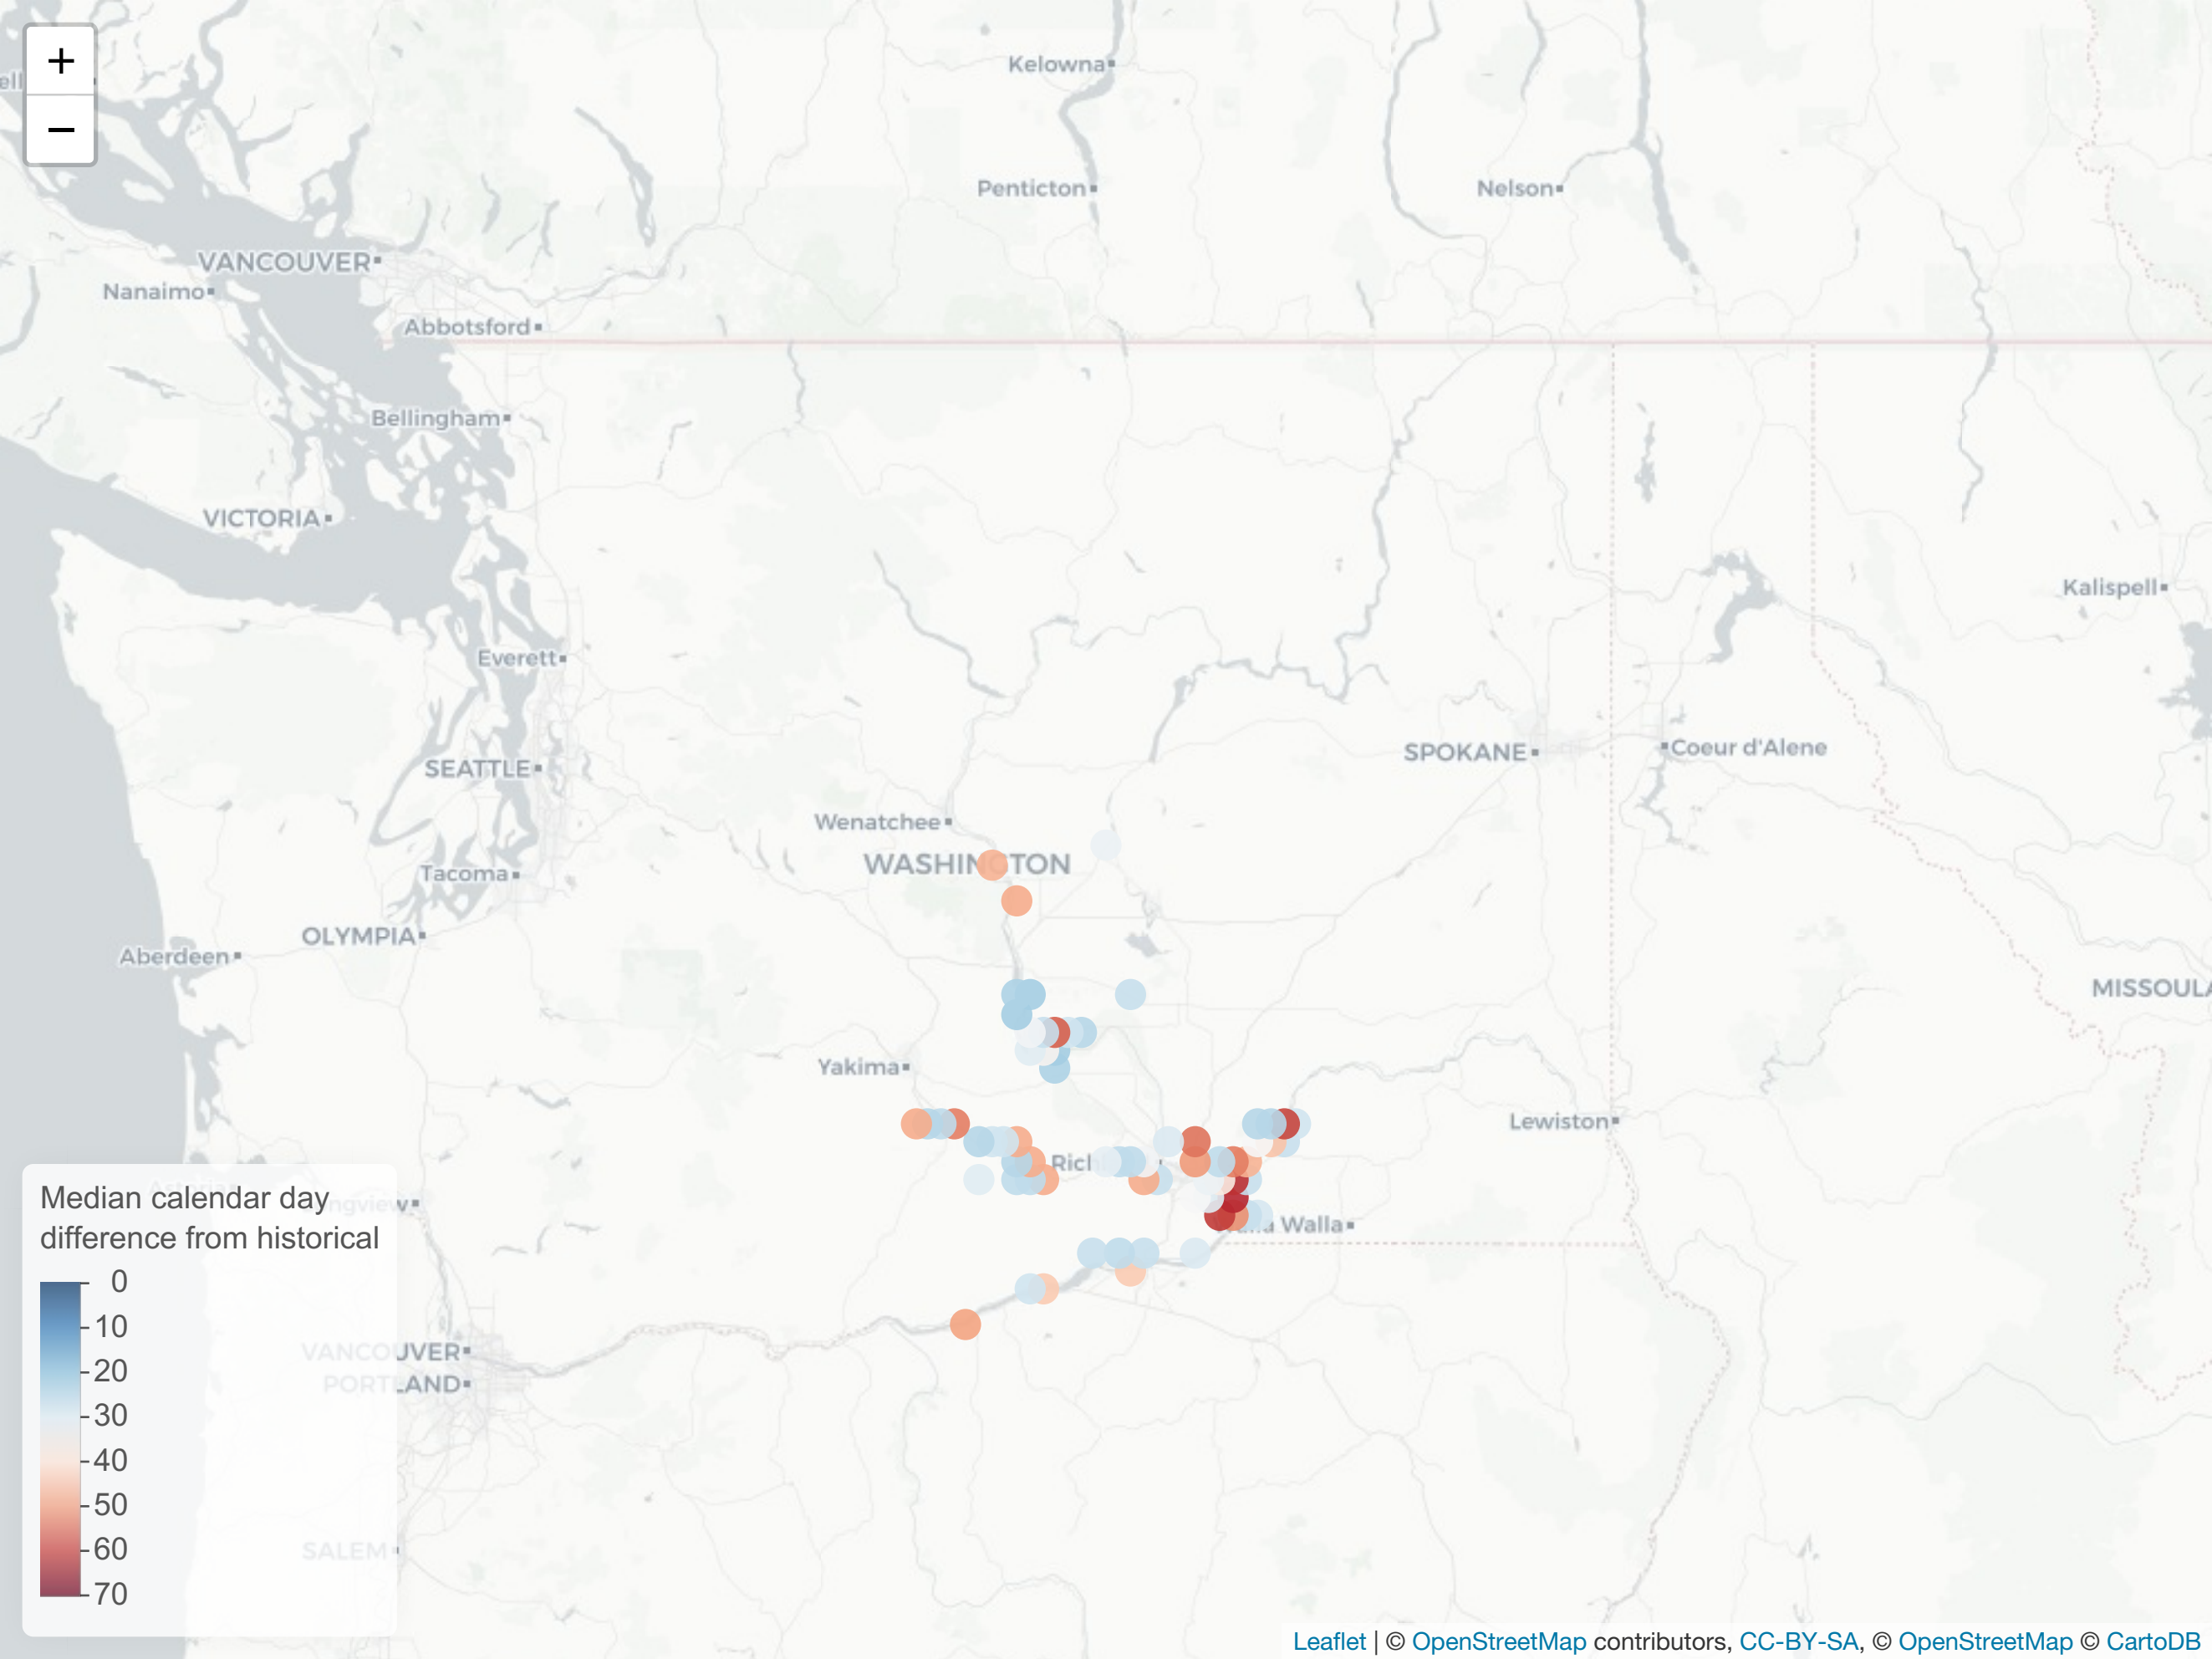 +
−
Kelowna
Penticton
Nelson
VANCOUVER
Nanaimo
Abbotsford
Bellingham
VICTORIA
Kalispell
Everett
SPOKANE
Coeur d'Alene
SEATTLE
Wenatchee
WASHINGTON
Tacoma
OLYMPIA
Aberdeen
MISSOULA
Yakima
Lewiston
Rich
Walla
Median calendar day
difference from historical
0
10
20
30
40
50
60
70
VANCOUVER
PORTLAND
SALEM
Leaflet | © OpenStreetMap contributors, CC-BY-SA, © OpenStreetMap © CartoDB